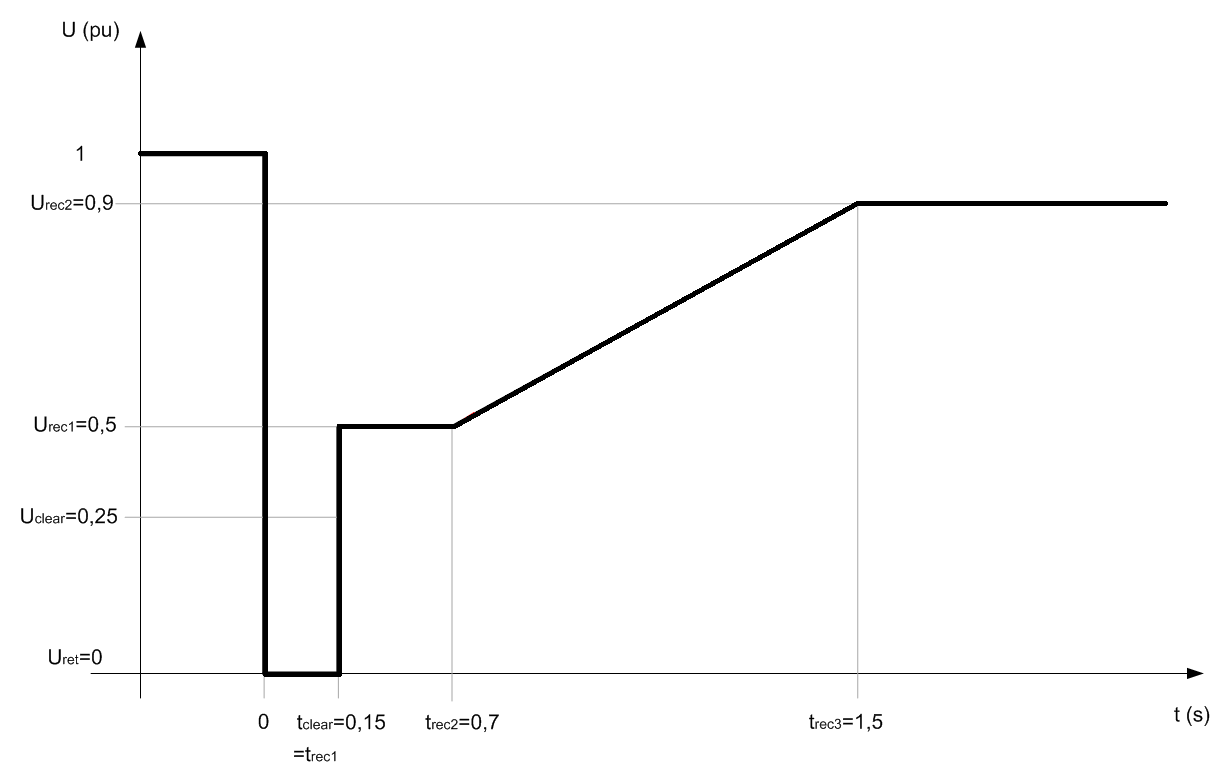 U (pu)
1
Urec2=0,9
Urec1=0,5
Uclear=0,25
Uret=0
0
tclear=0,15
=trec1
trec2=0,7
trec3=1,5
t (s)